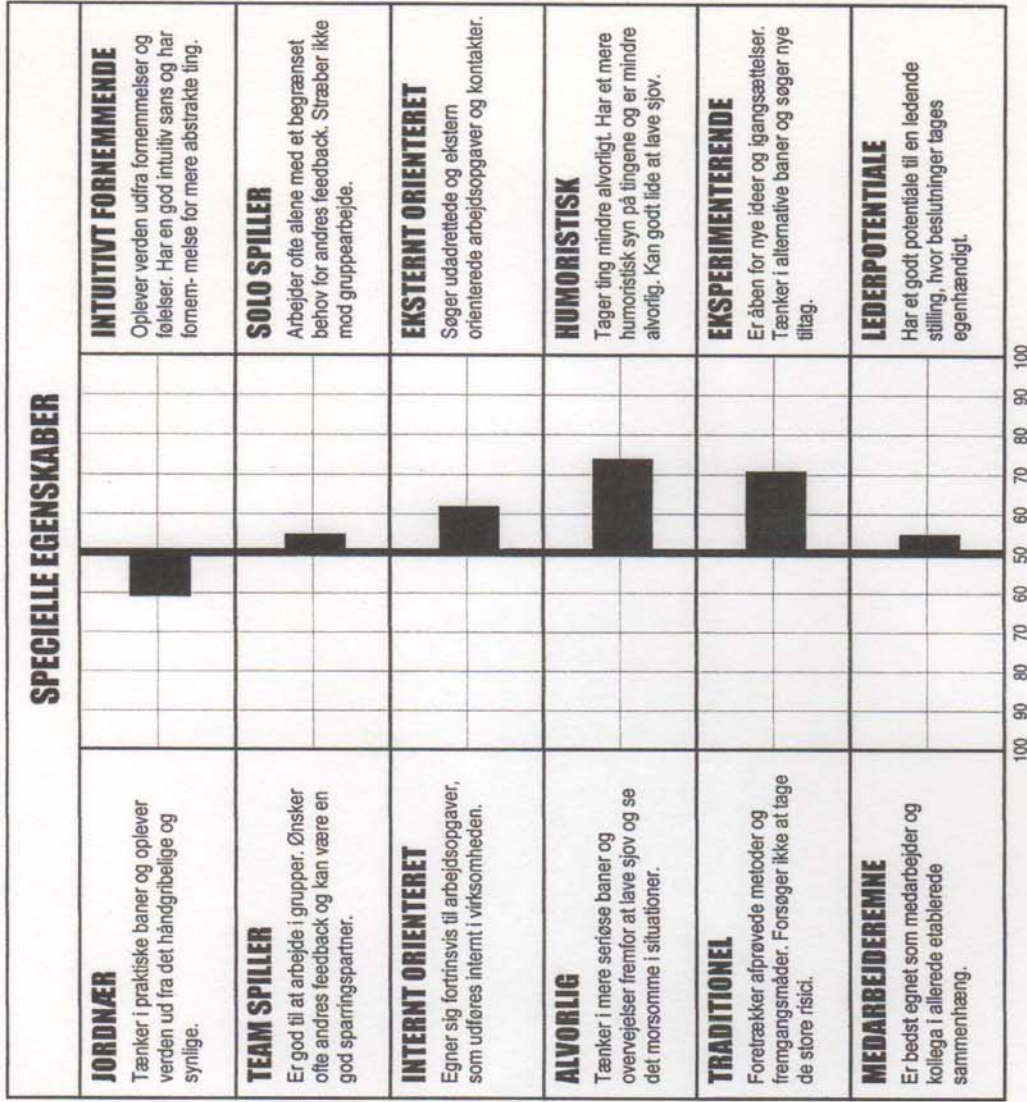 SPECIELLE EGENSKABER
JORDNÆR
Tænker i praktiske baner og oplever
verden ud fra det håndgribelige og
synlige.
INTUITIVT FORNEMMENDE
Oplever verden udfra fornemmelser og
følelser. Har en god intuitiv sans og har
fornem- melse for mere abstrakte ting.
TEAM SPILLER
Er god til at arbejde i grupper. Ønsker
ofte andres feedback og kan være en
god sparringspartner.
SOLO SPILLER
Arbejder ofte alene med et begrænset
behov for andres feedback. Stræber ikke
mod gruppearbejde.
INTERNT ORIENTERET
Egner sig fortrinsvis til arbejdsopgaver,
som udføres internt i virksomheden.
EKSTERNT ORIENTERET
Søger udadrettede og ekstern
orienterede arbejdsopgaver og kontakter.
ALVORLIG
Tænker i mere seriøse baner og
overvejelser fremfor at lave sjov og se
det morsomme i situationer.
HUMORISTISK
Tager ting mindre alvorligt. Har et mere
humoristisk syn på tingene og er mindre
alvorlig. Kan godt lide at lave sjov.
TRADITIONEL
Foretrækker afprøvede metoder og
fremgangsmåder. Forsøger ikke at tage
de store risici.
EKSPERIMENTERENDE
Er åben for nye ideer og igangsættelser.
Tænker i alternative baner og søger nye
tiltag.
MEDARBEJDEREMNE
Er bedst egnet som medarbejder og
kollega i allerede etablerede
sammenhæng.
LEDERPOTENTIALE
Har et godt potentiale til en ledende
stilling, hvor beslutninger tages
egenhændigt.
100 90 80 70 60 50 60 70 80 90 100